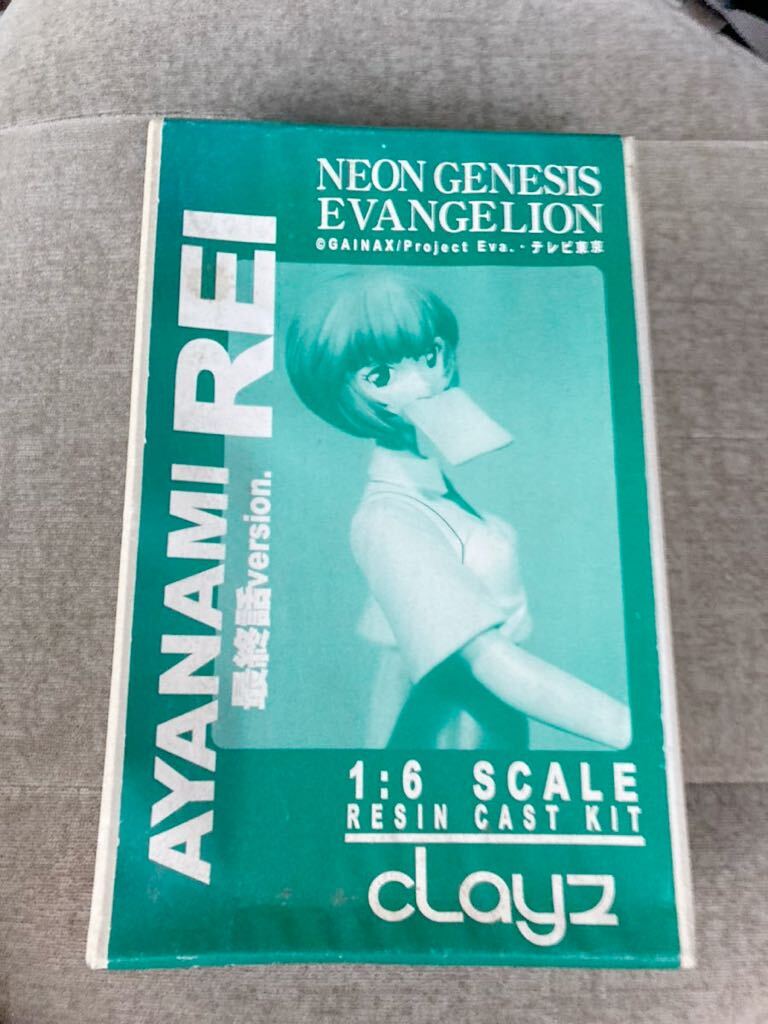 NEON GENESIS
EVANGELION
©GAINAX/Project Eva.・テレビ東京
AYANAMI REI
最終話version.
1:6 SCALE
RESIN CAST KIT
cLayz